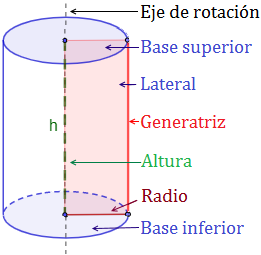 Eje de rotación
Base superior
Lateral
Generatriz
h
Altura
Radio
Base inferior